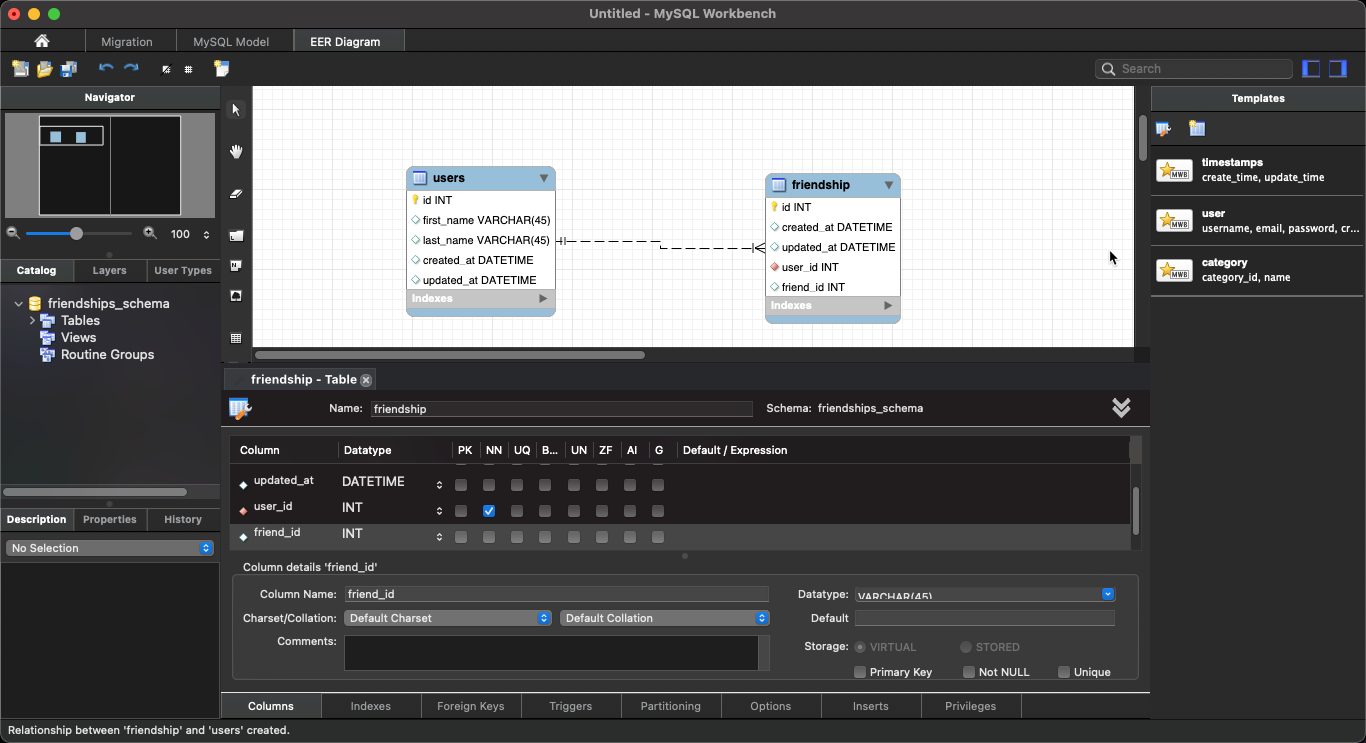 Untitled - MySQL Workbench
Migration
MySQL Model
EER Diagram
Search
Navigator
100
Catalog
Layers
User Types
friendships_schema
Tables
Views
Routine Groups
Description
Properties
History
No Selection
users
id INT
first_name VARCHAR(45)
last_name VARCHAR(45)
created_at DATETIME
updated_at DATETIME
Indexes
friendship
id INT
created_at DATETIME
updated_at DATETIME
user_id INT
friend_id INT
Indexes
Templates
MWB
timestamps
create_time, update_time
MWB
user
username, email, password, cr...
MWB
category
category_id, name
friendship - Table
Name: friendship
Schema: friendships_schema
Column Datatype PK NN UQ B... UN ZF AI G Default / Expression
updated_at DATETIME
user_id INT
friend_id INT
Column details 'friend_id'
Column Name: friend_id
Datatype: VARCHAR(45)
Charset/Collation: Default Charset Default Collation
Default
Comments:
Storage: VIRTUAL STORED
Primary Key Not NULL Unique
Columns Indexes Foreign Keys Triggers Partitioning Options Inserts Privileges
Relationship between 'friendship' and 'users' created.